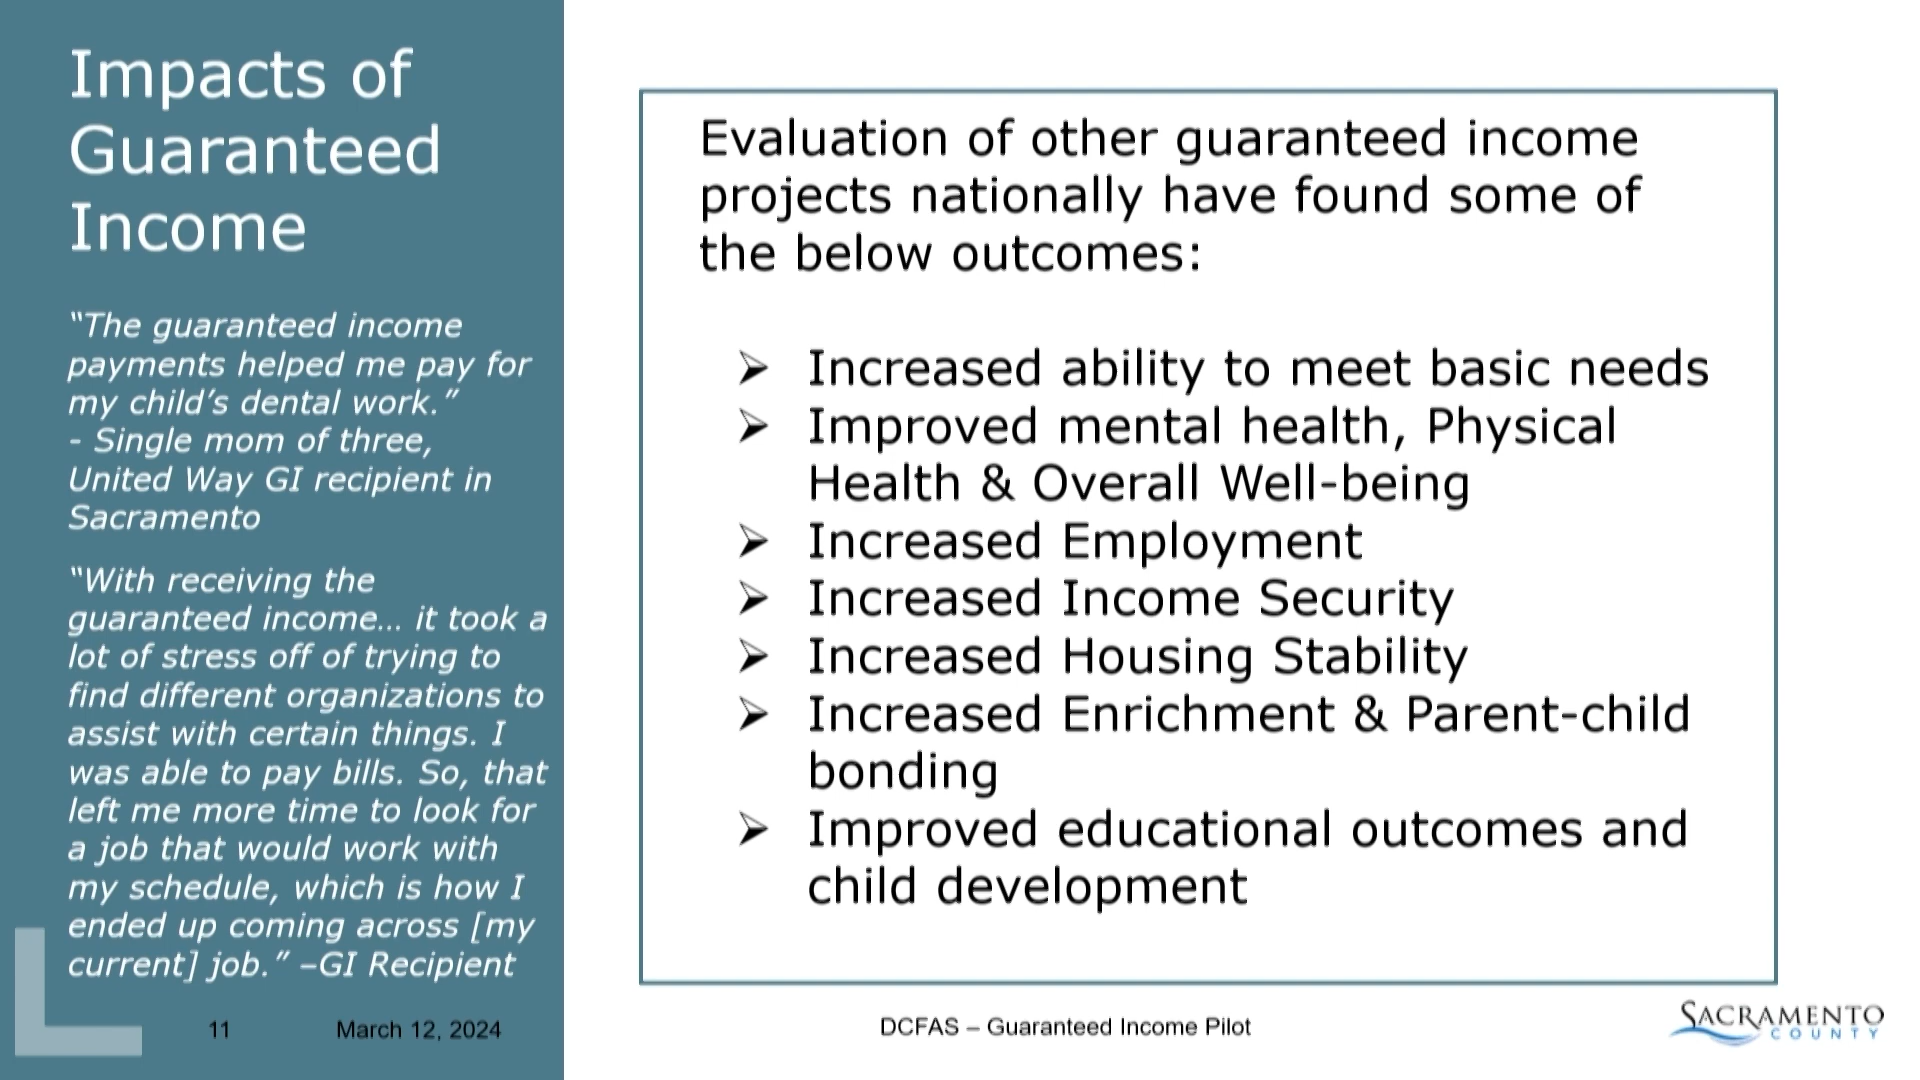 Impacts of
Guaranteed
Income
“The guaranteed income
payments helped me pay for
my child’s dental work.”
- Single mom of three,
United Way GI recipient in
Sacramento
“With receiving the
guaranteed income… it took a
lot of stress off of trying to
find different organizations to
assist with certain things. I
was able to pay bills. So, that
left me more time to look for
a job that would work with
my schedule, which is how I
ended up coming across [my
current] job.” –GI Recipient
Evaluation of other guaranteed income
projects nationally have found some of
the below outcomes:
➢ Increased ability to meet basic needs
➢ Improved mental health, Physical
Health & Overall Well-being
➢ Increased Employment
➢ Increased Income Security
➢ Increased Housing Stability
➢ Increased Enrichment & Parent-child
bonding
➢ Improved educational outcomes and
child development
11 March 12, 2024
DCFAS – Guaranteed Income Pilot
SACRAMENTO
COUNTY